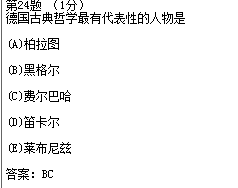 第24题 （1分）
德国古典哲学最有代表性的人物是
(A)柏拉图
(B)黑格尔
(C)费尔巴哈
(D)笛卡尔
(E)莱布尼兹
答案：BC